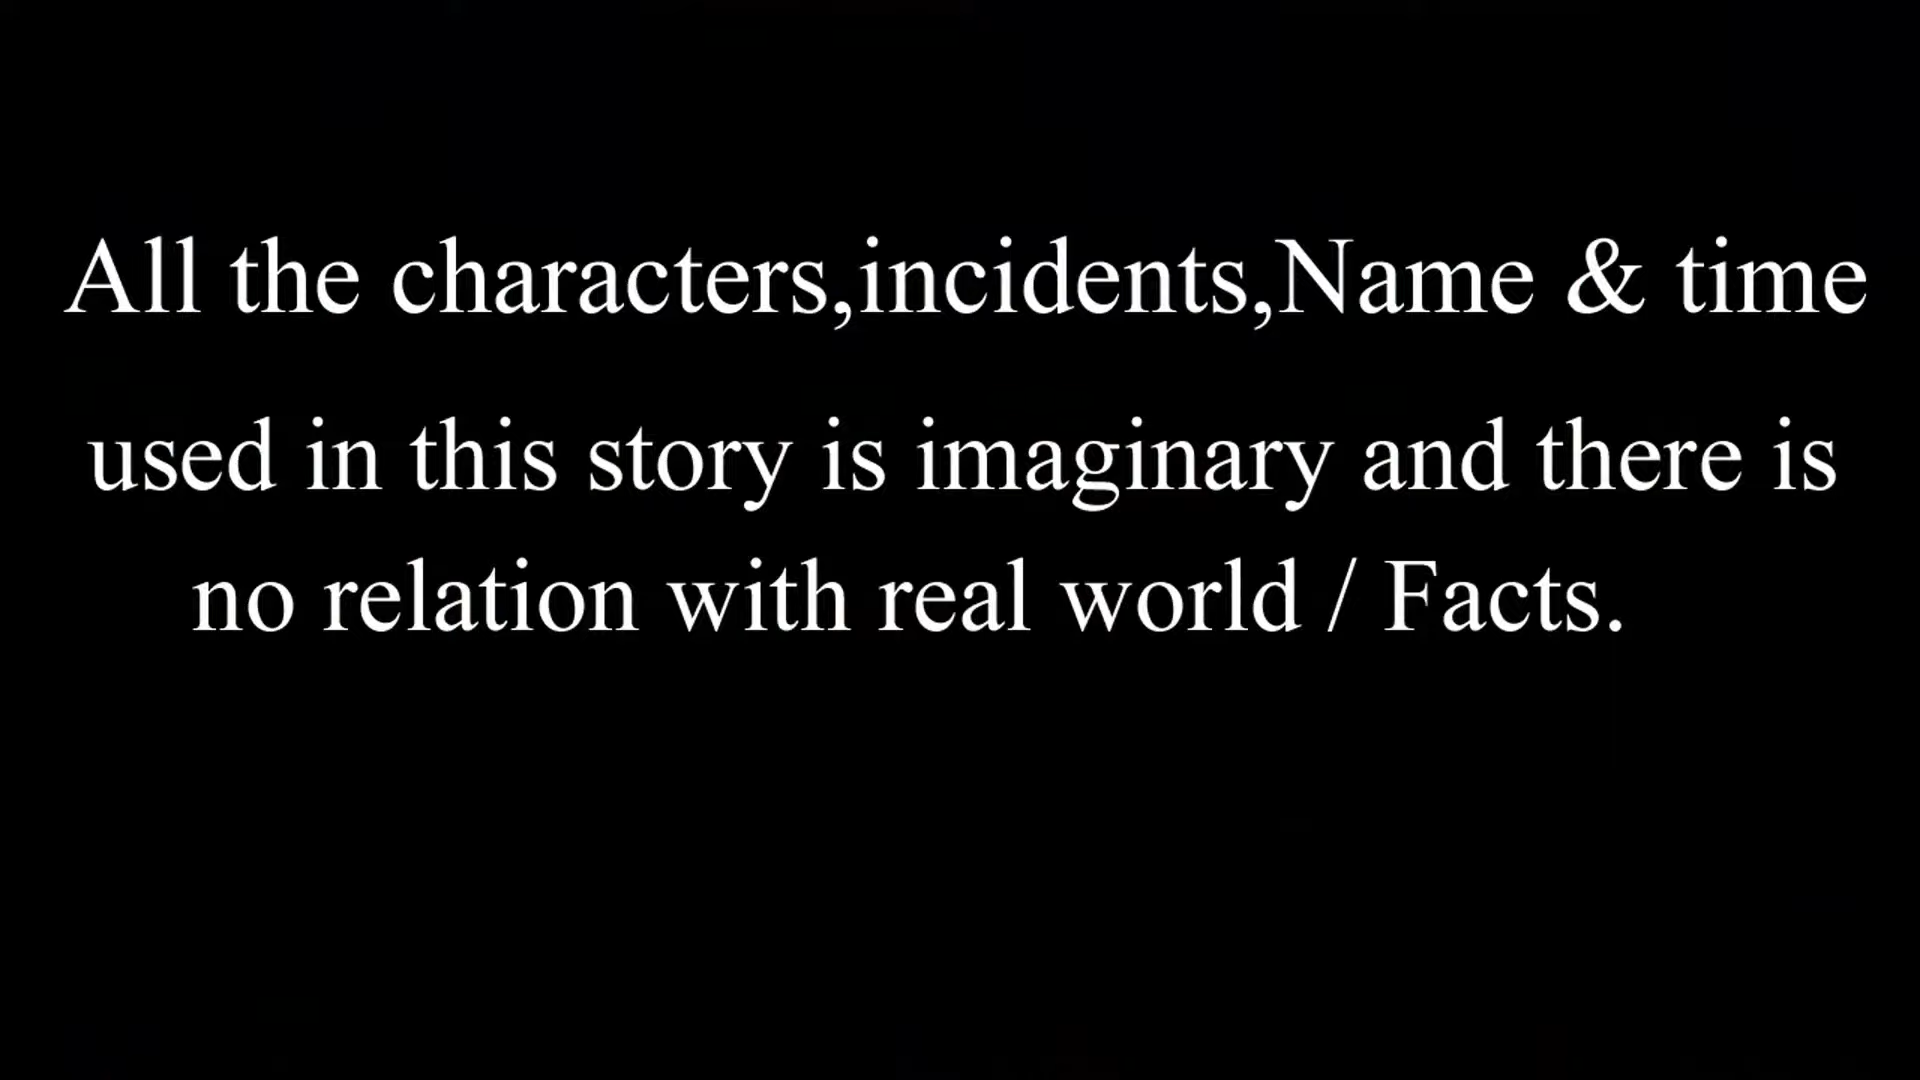 All the characters,incidents,Name & time
used in this story is imaginary and there is
no relation with real world / Facts.